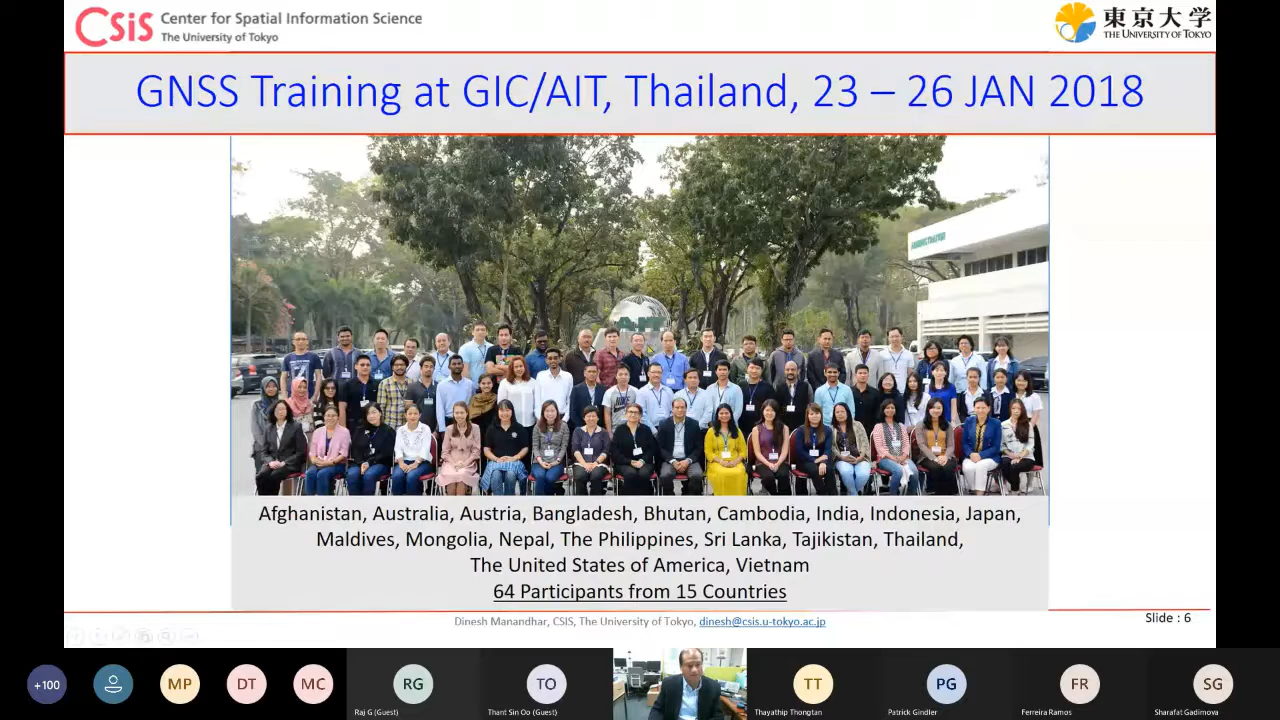 CSiS Center for Spatial Information Science
The University of Tokyo
東京大学
THE UNIVERSITY OF TOKYO
GNSS Training at GIC/AIT, Thailand, 23 – 26 JAN 2018
AIT
Afghanistan, Australia, Austria, Bangladesh, Bhutan, Cambodia, India, Indonesia, Japan,
Maldives, Mongolia, Nepal, The Philippines, Sri Lanka, Tajikistan, Thailand,
The United States of America, Vietnam
64 Participants from 15 Countries
Dinesh Manandhar, CSIS, The University of Tokyo, dinesh@csis.u-tokyo.ac.jp
Slide : 6
+100
MP
DT
MC
RG
TO
TT
PG
FR
SG
Raj G (Guest)
Thant Sin Oo (Guest)
Thayathip Thongtan
Patrick Gindler
Ferreira Ramos
Sharafat Gadimova